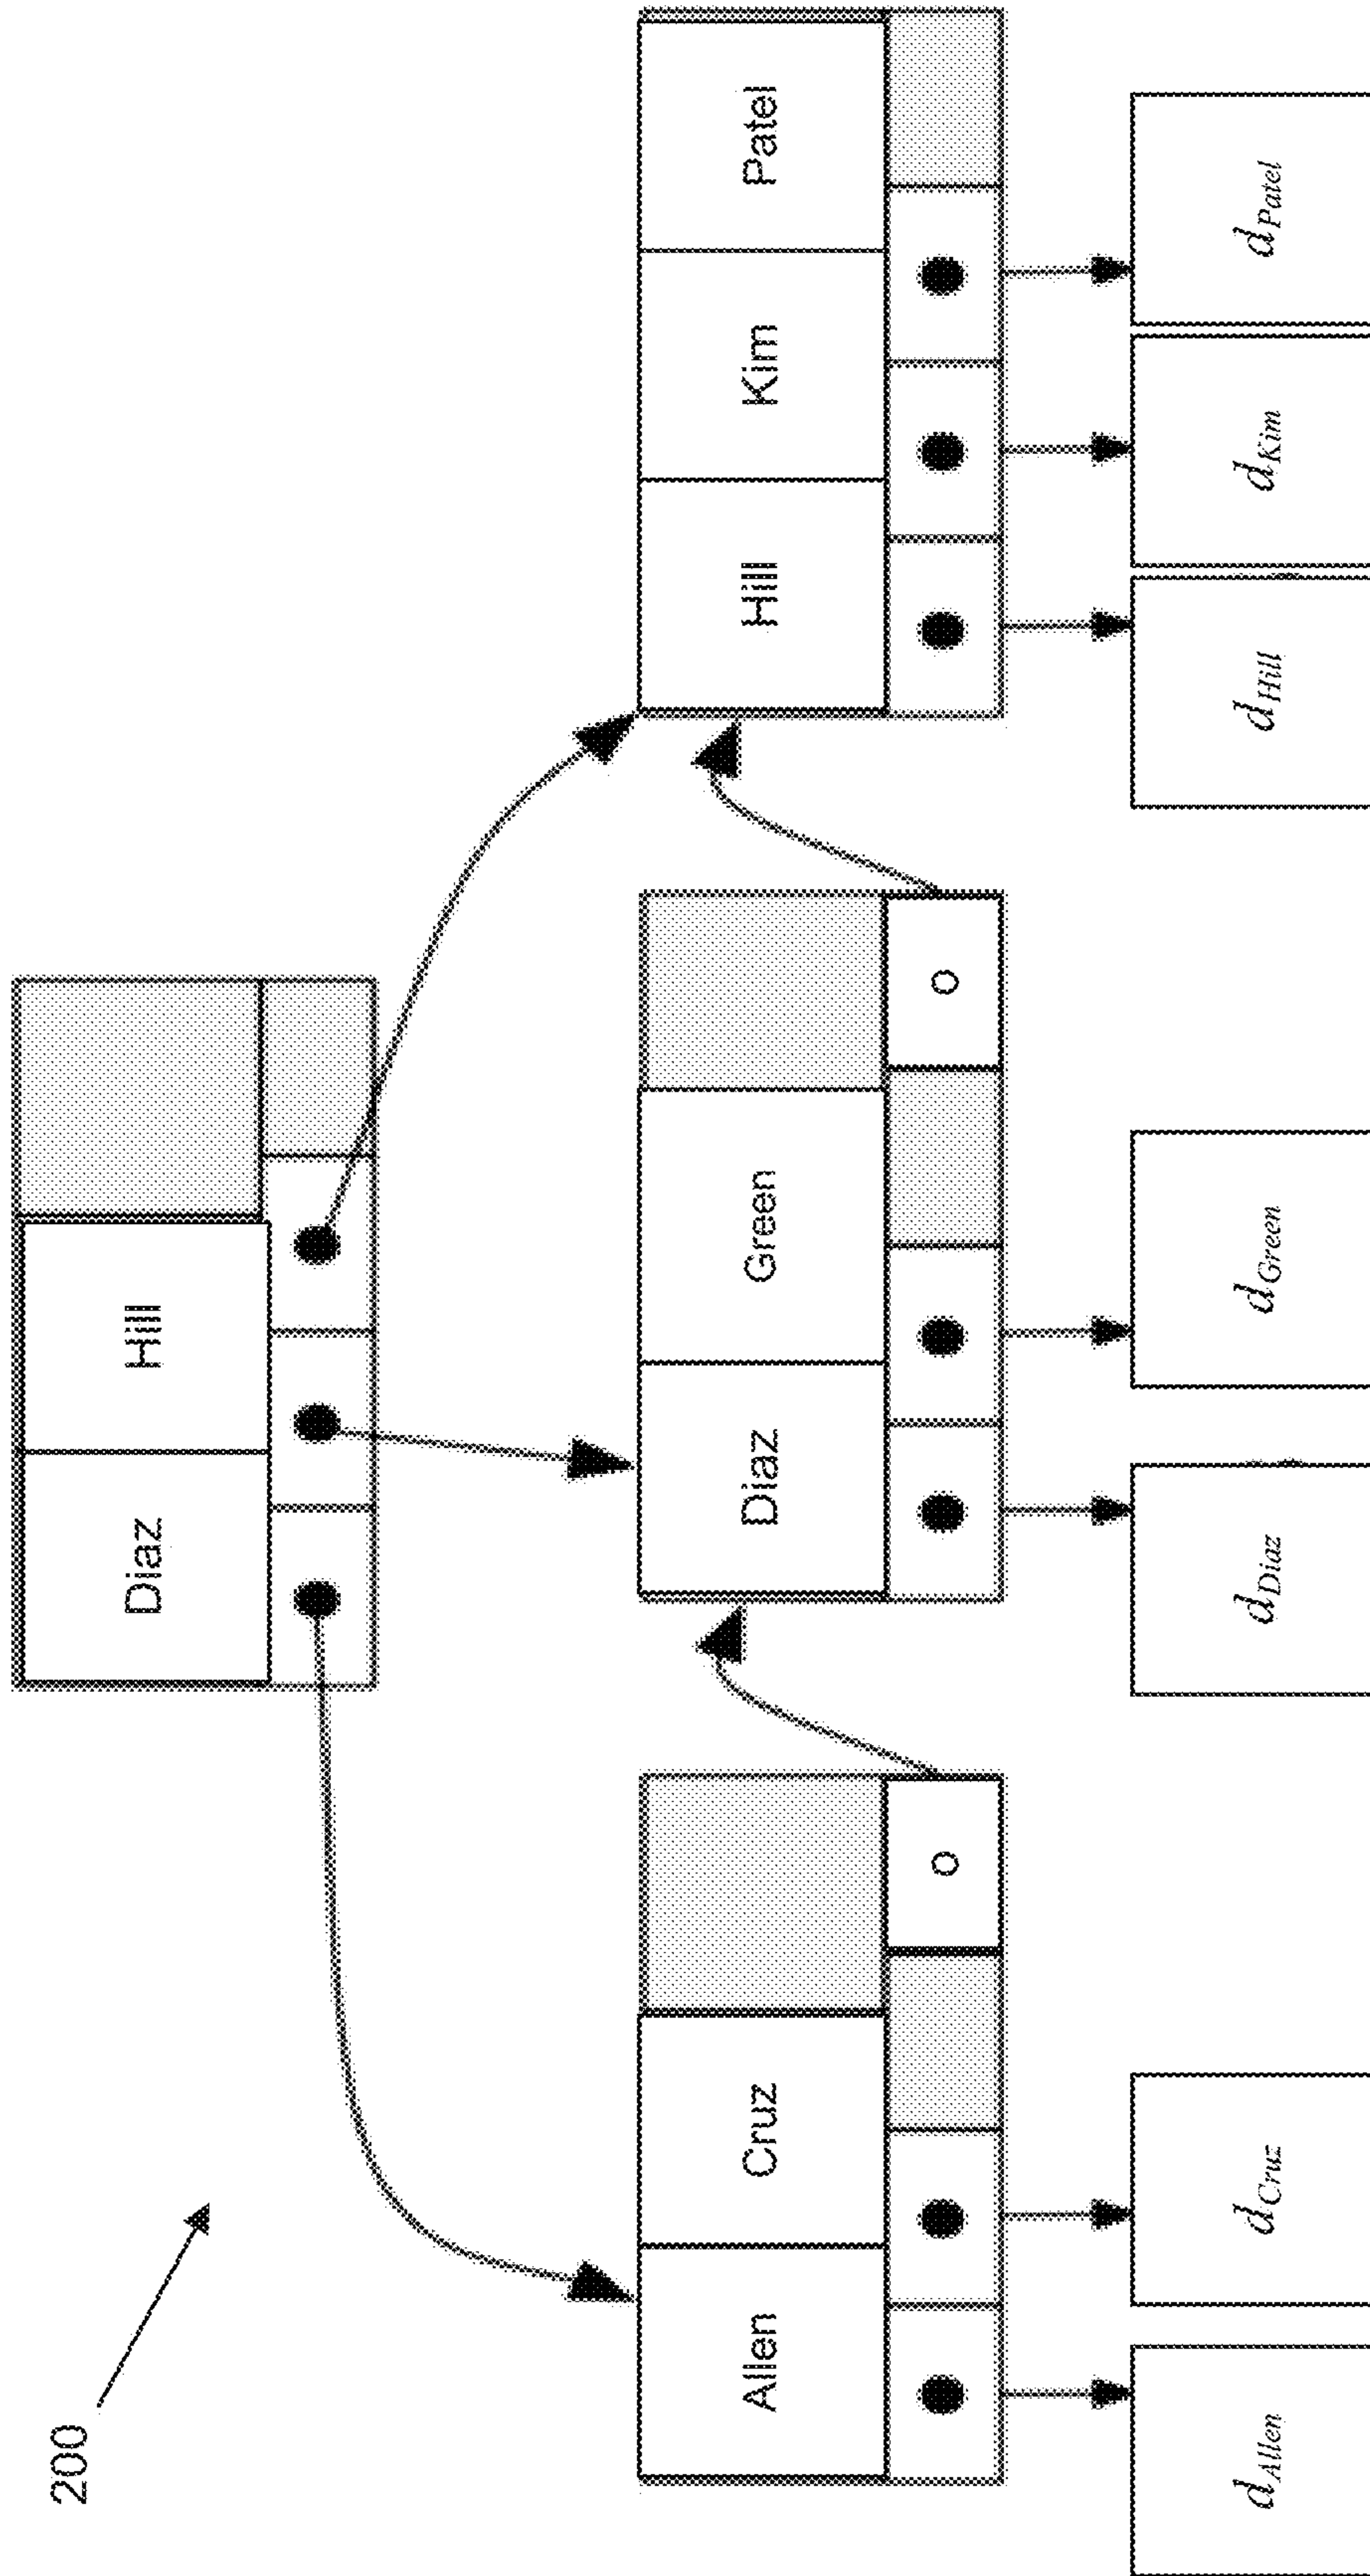 200
Diaz Hill
Allen Cruz Diaz Green Hill Kim Patel
o o
d_Allen d_Cruz d_Diaz d_Green d_Hill d_Kim d_Patel